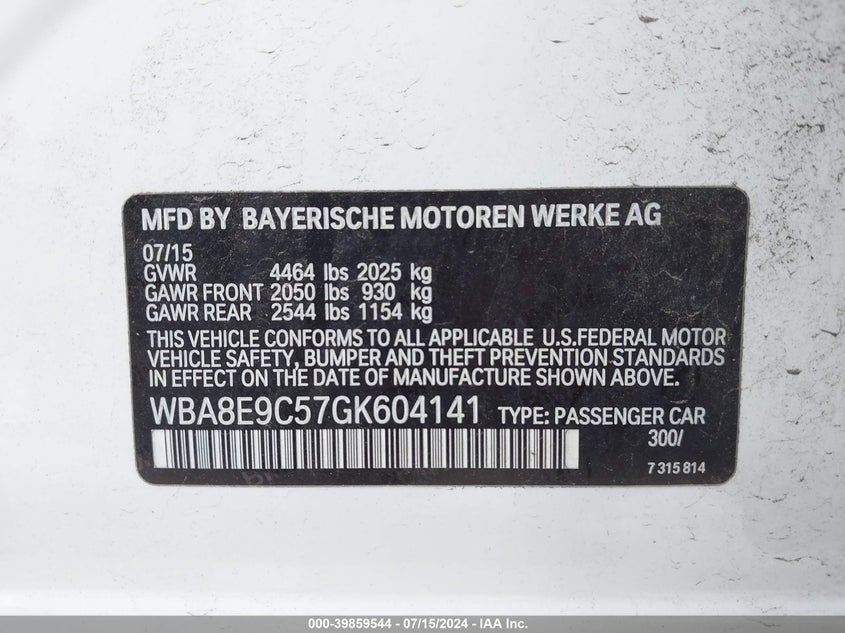 MFD BY BAYERISCHE MOTOREN WERKE AG
07/15
GVWR 4464 lbs 2025 kg
GAWR FRONT 2050 lbs 930 kg
GAWR REAR 2544 lbs 1154 kg
THIS VEHICLE CONFORMS TO ALL APPLICABLE U.S.FEDERAL MOTOR
VEHICLE SAFETY, BUMPER AND THEFT PREVENTION STANDARDS
IN EFFECT ON THE DATE OF MANUFACTURE SHOWN ABOVE.
WBA8E9C57GK604141 TYPE: PASSENGER CAR
300/
7 315 814
000-39859544 - 07/15/2024 - IAA Inc.